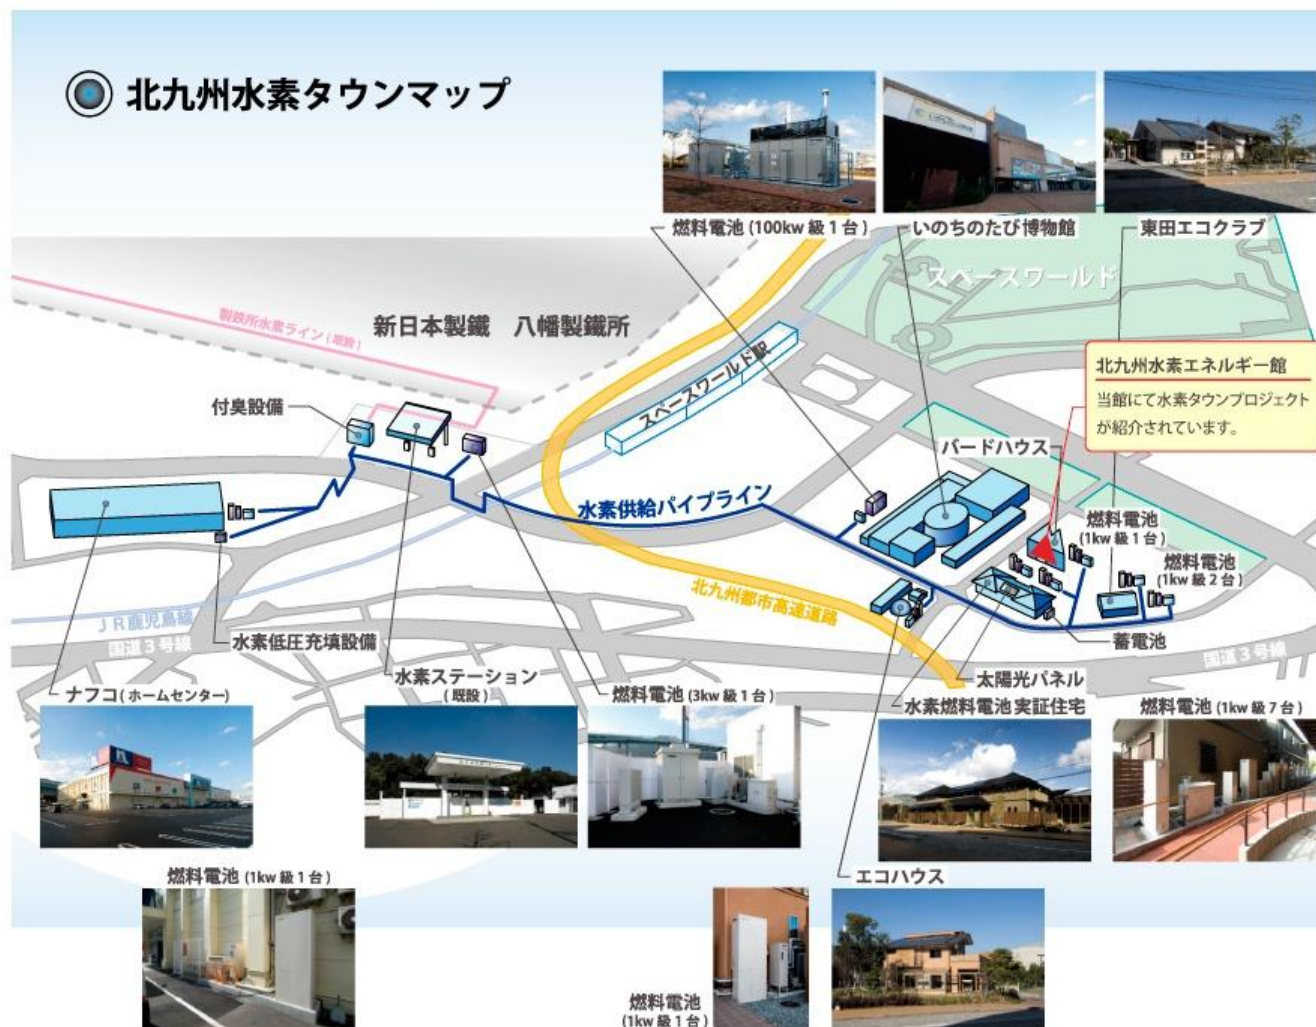 北九州水素タウンマップ
燃料電池 (100kw 級 1 台)
いのちのたび博物館
東田エコクラブ
スペースワールド
製鉄所水素ライン ( 既設 )
新日本製鐵 八幡製鐵所
スペースワールド駅
北九州水素エネルギー館
当館にて水素タウンプロジェクト
が紹介されています。
付臭設備
バードハウス
水素供給パイプライン
燃料電池
(1kw 級 1 台 )
燃料電池
(1kw 級 2 台 )
北九州都市高速道路
JR鹿児島線
国道3号線
水素低圧充填設備
蓄電池
国道3号線
ナフコ ( ホームセンター)
水素ステーション
( 既設 )
燃料電池 (3kw 級 1 台 )
太陽光パネル
水素燃料電池 実証住宅
燃料電池 (1kw 級 7 台 )
燃料電池 (1kw 級 1 台 )
エコハウス
燃料電池
(1kw 級 1 台 )